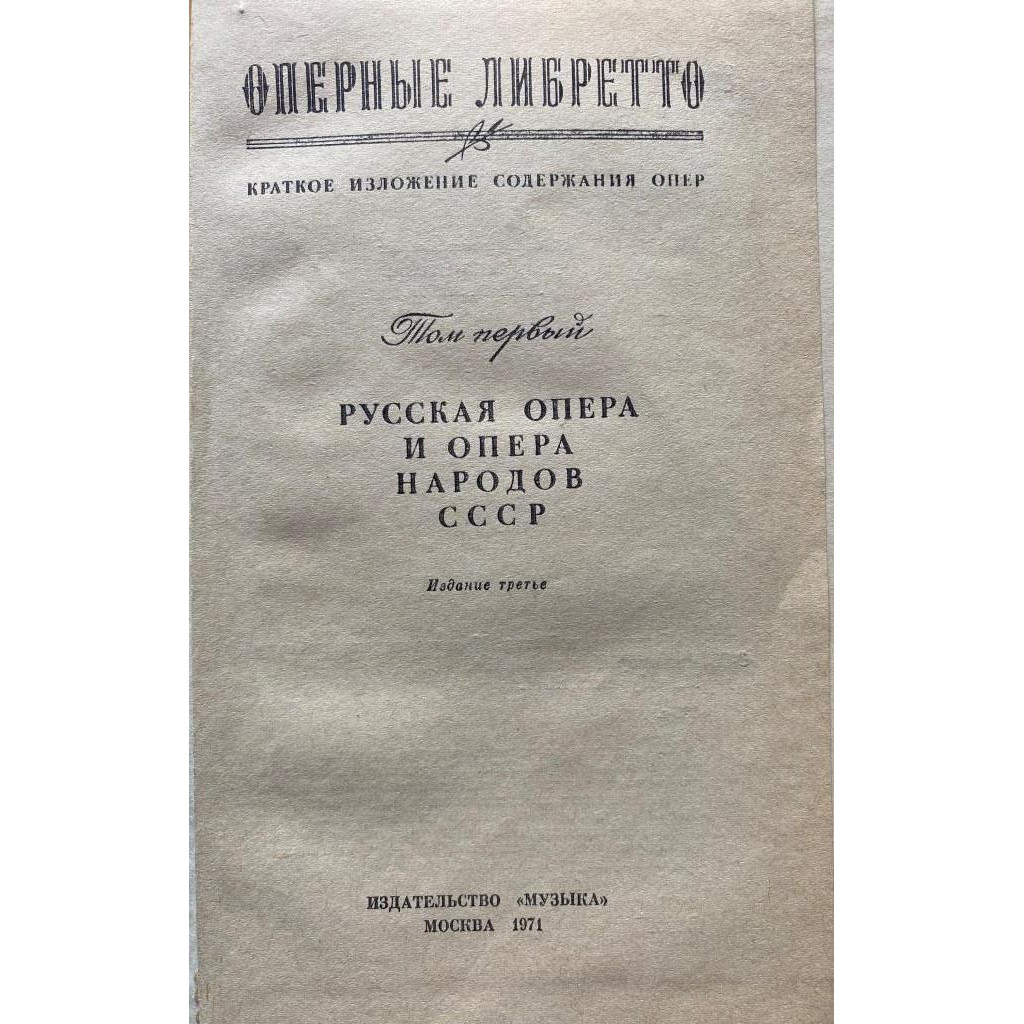 ОПЕРНЫЕ ЛИБРЕТТО
КРАТКОЕ ИЗЛОЖЕНИЕ СОДЕРЖАНИЯ ОПЕР
Том первый
РУССКАЯ ОПЕРА
И ОПЕРА
НАРОДОВ
СССР
Издание третье
ИЗДАТЕЛЬСТВО «МУЗЫКА»
МОСКВА 1971